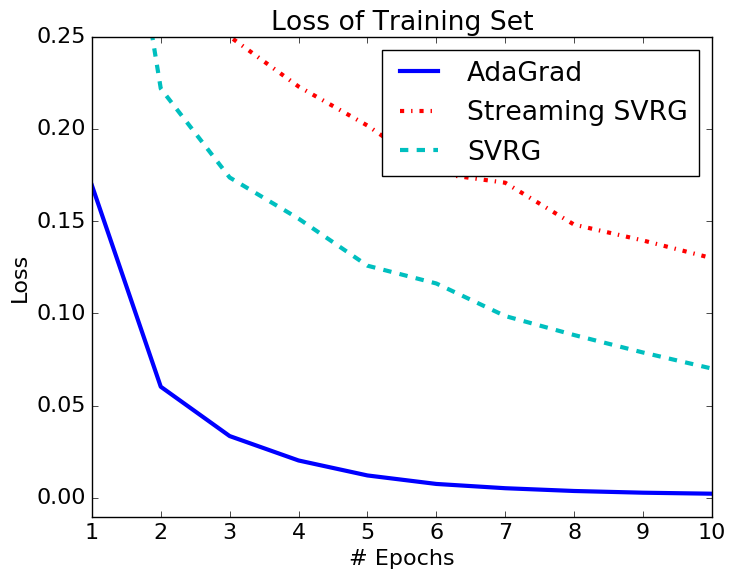 Loss of Training Set
0.25
0.20
0.15
0.10
0.05
0.00
Loss
AdaGrad
Streaming SVRG
SVRG
1 2 3 4 5 6 7 8 9 10
# Epochs